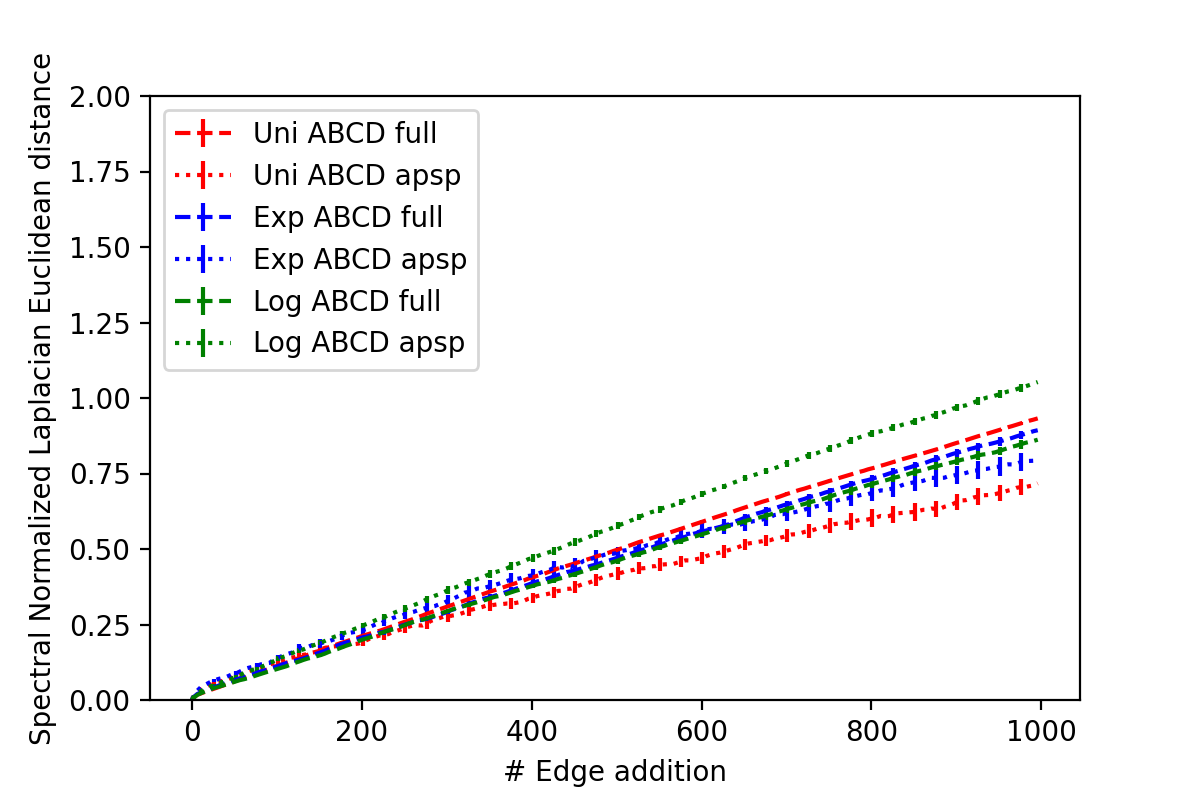 Spectral Normalized Laplacian Euclidean distance
2.00
1.75
1.50
1.25
1.00
0.75
0.50
0.25
0.00
Uni ABCD full
Uni ABCD apsp
Exp ABCD full
Exp ABCD apsp
Log ABCD full
Log ABCD apsp
0 200 400 600 800 1000
# Edge addition